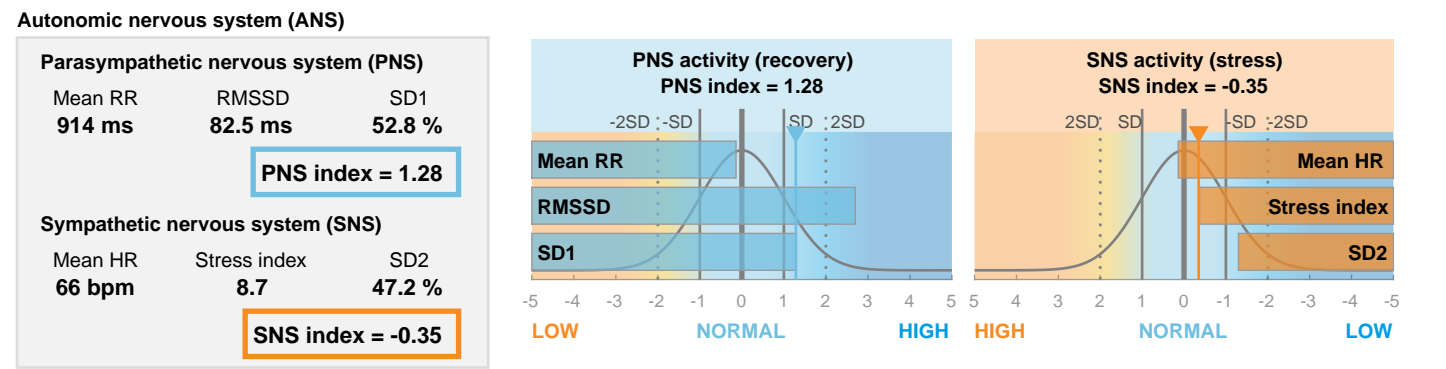 Autonomic nervous system (ANS)
Parasympathetic nervous system (PNS)
Mean RR RMSSD SD1
914 ms 82.5 ms 52.8 %
PNS index = 1.28
Sympathetic nervous system (SNS)
Mean HR Stress index SD2
66 bpm 8.7 47.2 %
SNS index = -0.35
PNS activity (recovery)
PNS index = 1.28
-2SD -SD SD 2SD
Mean RR
RMSSD
SD1
-5 -4 -3 -2 -1 0 1 2 3 4 5
LOW NORMAL HIGH
SNS activity (stress)
SNS index = -0.35
2SD SD -SD -2SD
Mean HR
Stress index
SD2
5 4 3 2 1 0 -1 -2 -3 -4 -5
HIGH NORMAL LOW